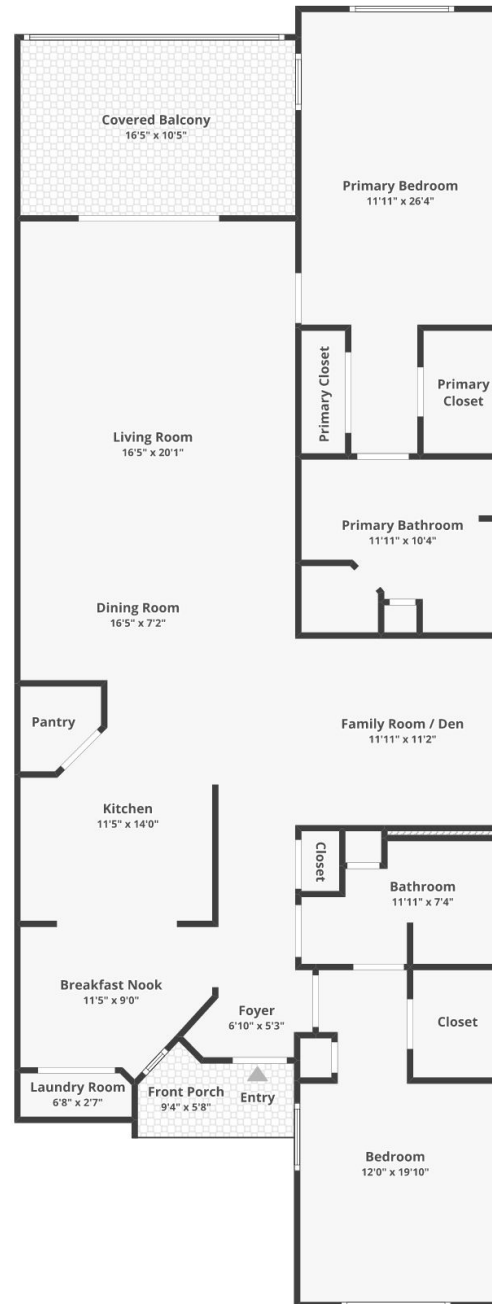 Covered Balcony
16'5" x 10'5"
Primary Bedroom
11'11" x 26'4"
Primary Closet
Primary
Closet
Living Room
16'5" x 20'1"
Primary Bathroom
11'11" x 10'4"
Dining Room
16'5" x 7'2"
Pantry
Family Room / Den
11'11" x 11'2"
Kitchen
11'5" x 14'0"
Closet
Bathroom
11'11" x 7'4"
Breakfast Nook
11'5" x 9'0"
Foyer
6'10" x 5'3"
Closet
Laundry Room
6'8" x 2'7"
Front Porch
9'4" x 5'8"
Entry
Bedroom
12'0" x 19'10"